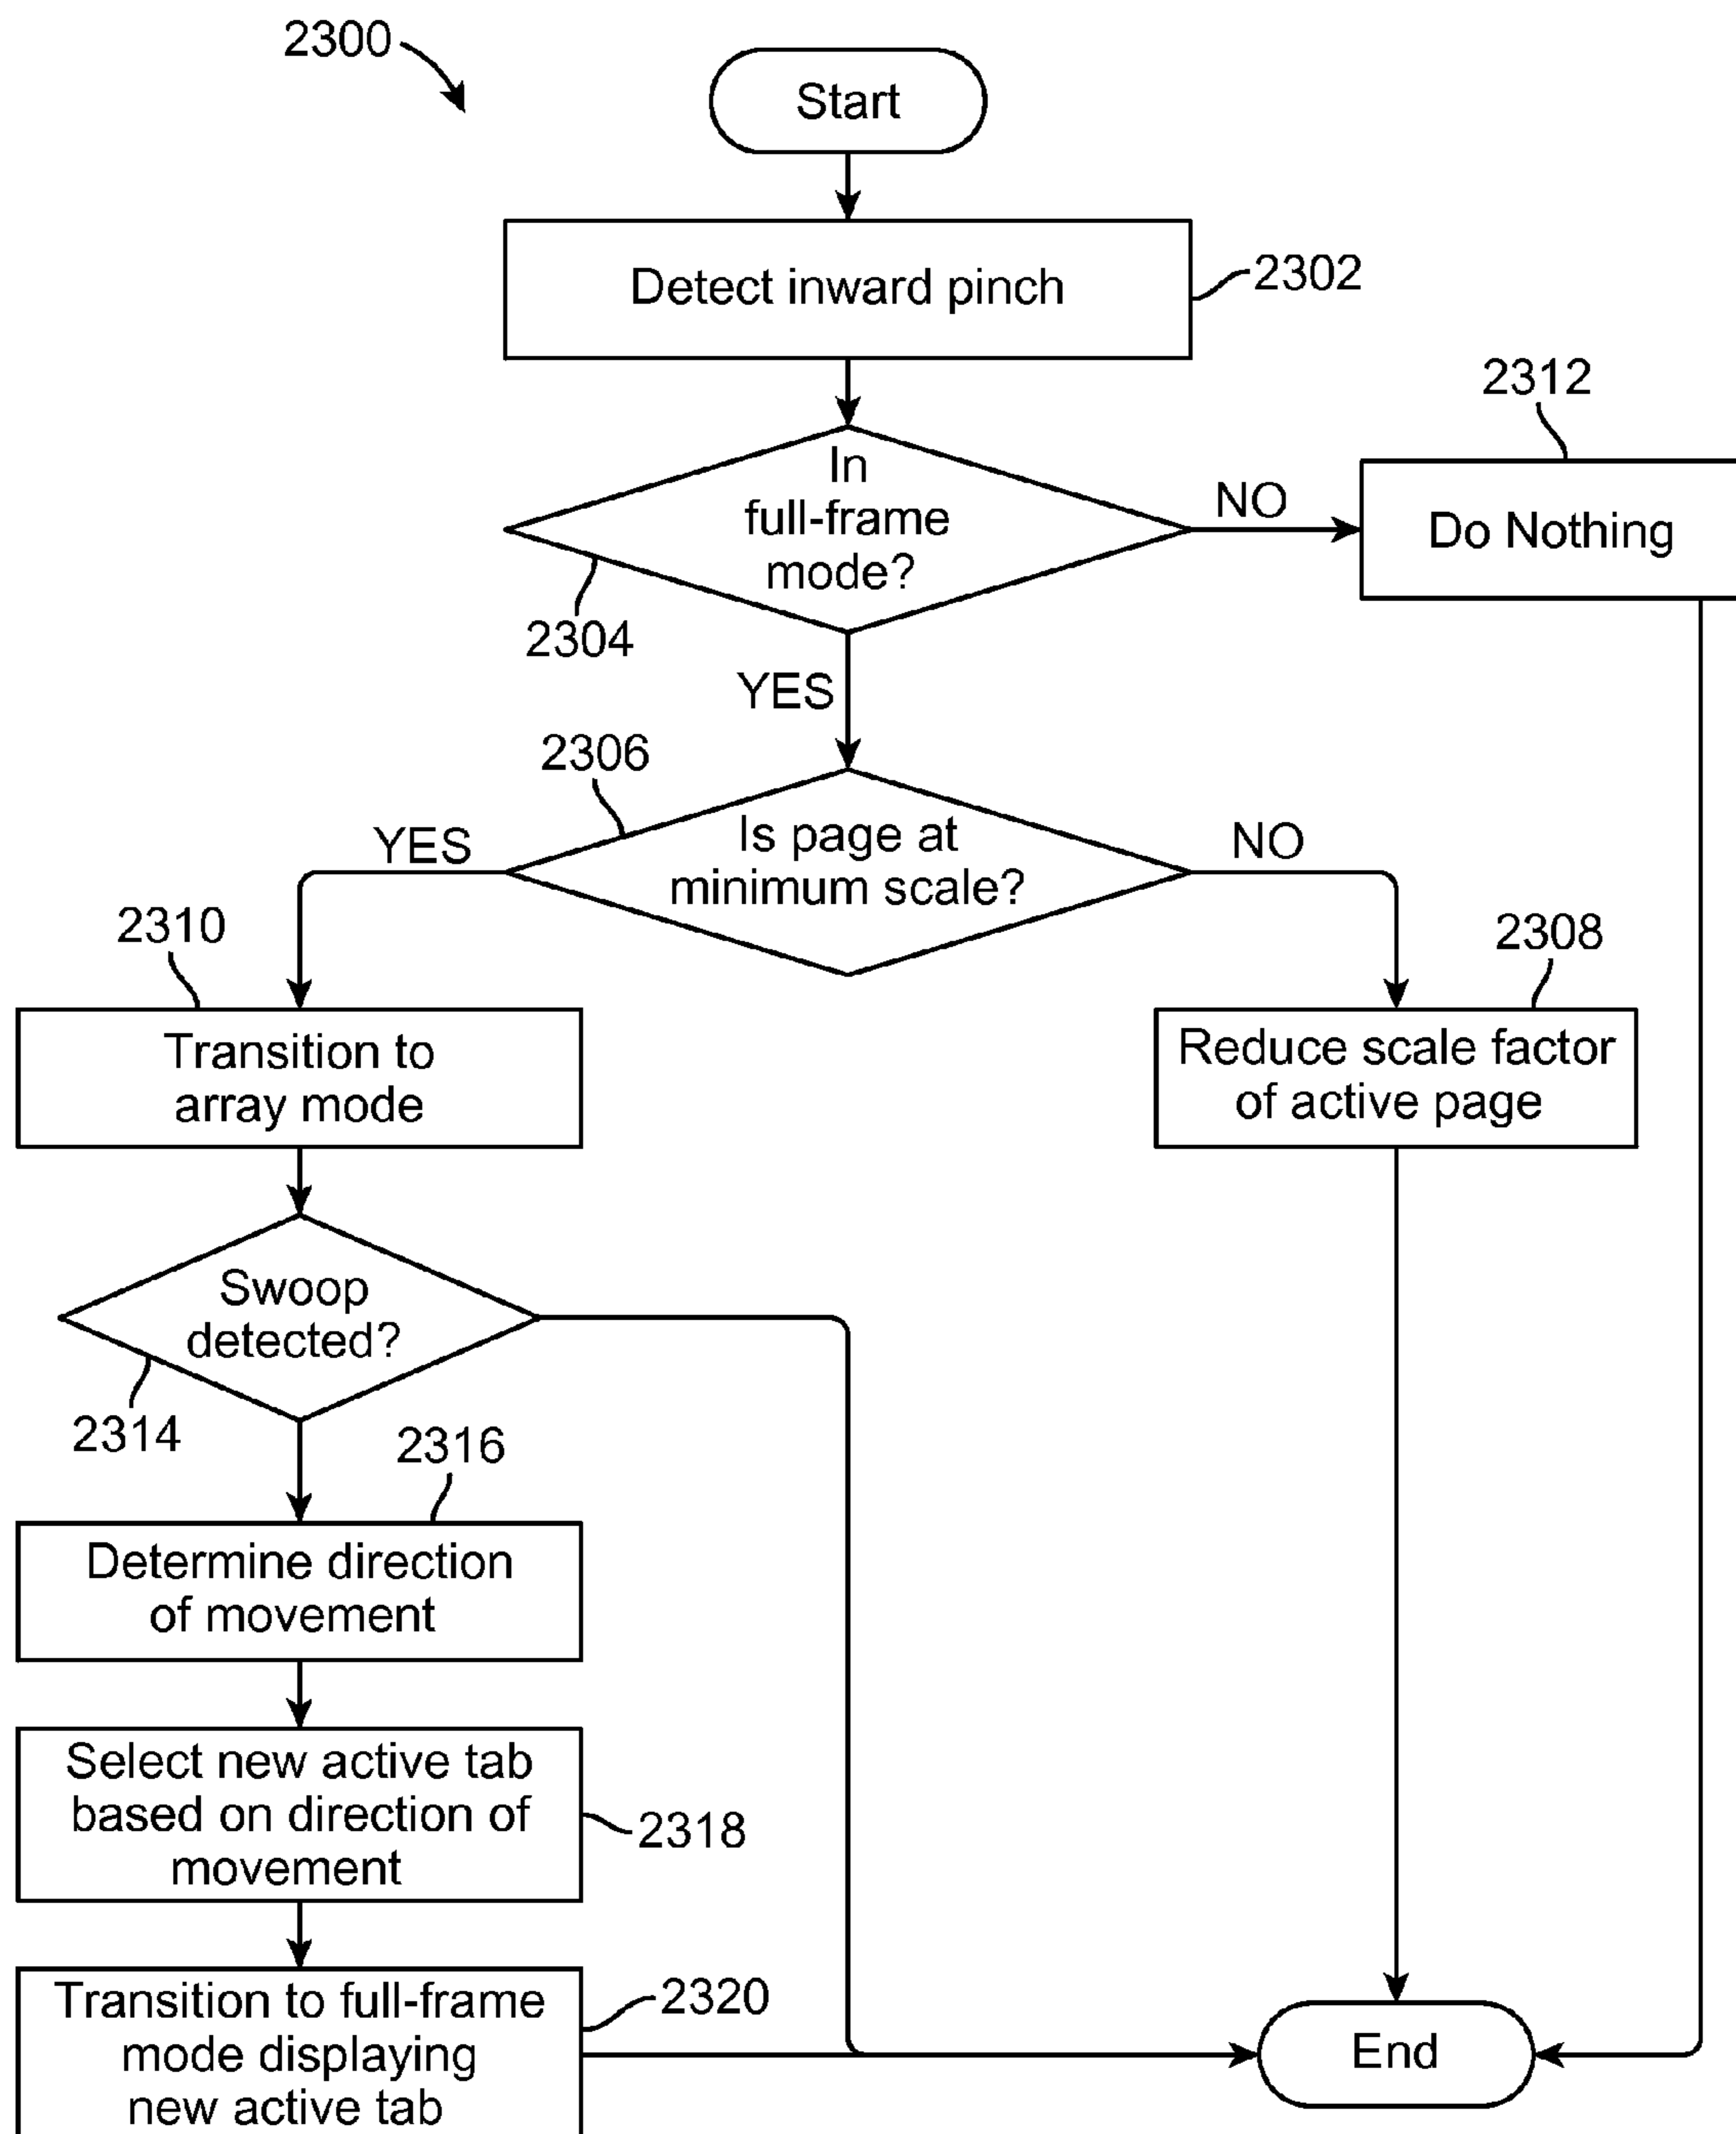 2300
Start
Detect inward pinch
2302
2312
In
full-frame
mode?
NO
Do Nothing
2304
YES
2306
Is page at
minimum scale?
YES
NO
2310
2308
Transition to
array mode
Reduce scale factor
of active page
Swoop
detected?
2314
2316
Determine direction
of movement
Select new active tab
based on direction of
movement
2318
Transition to full-frame
mode displaying
new active tab
2320
End